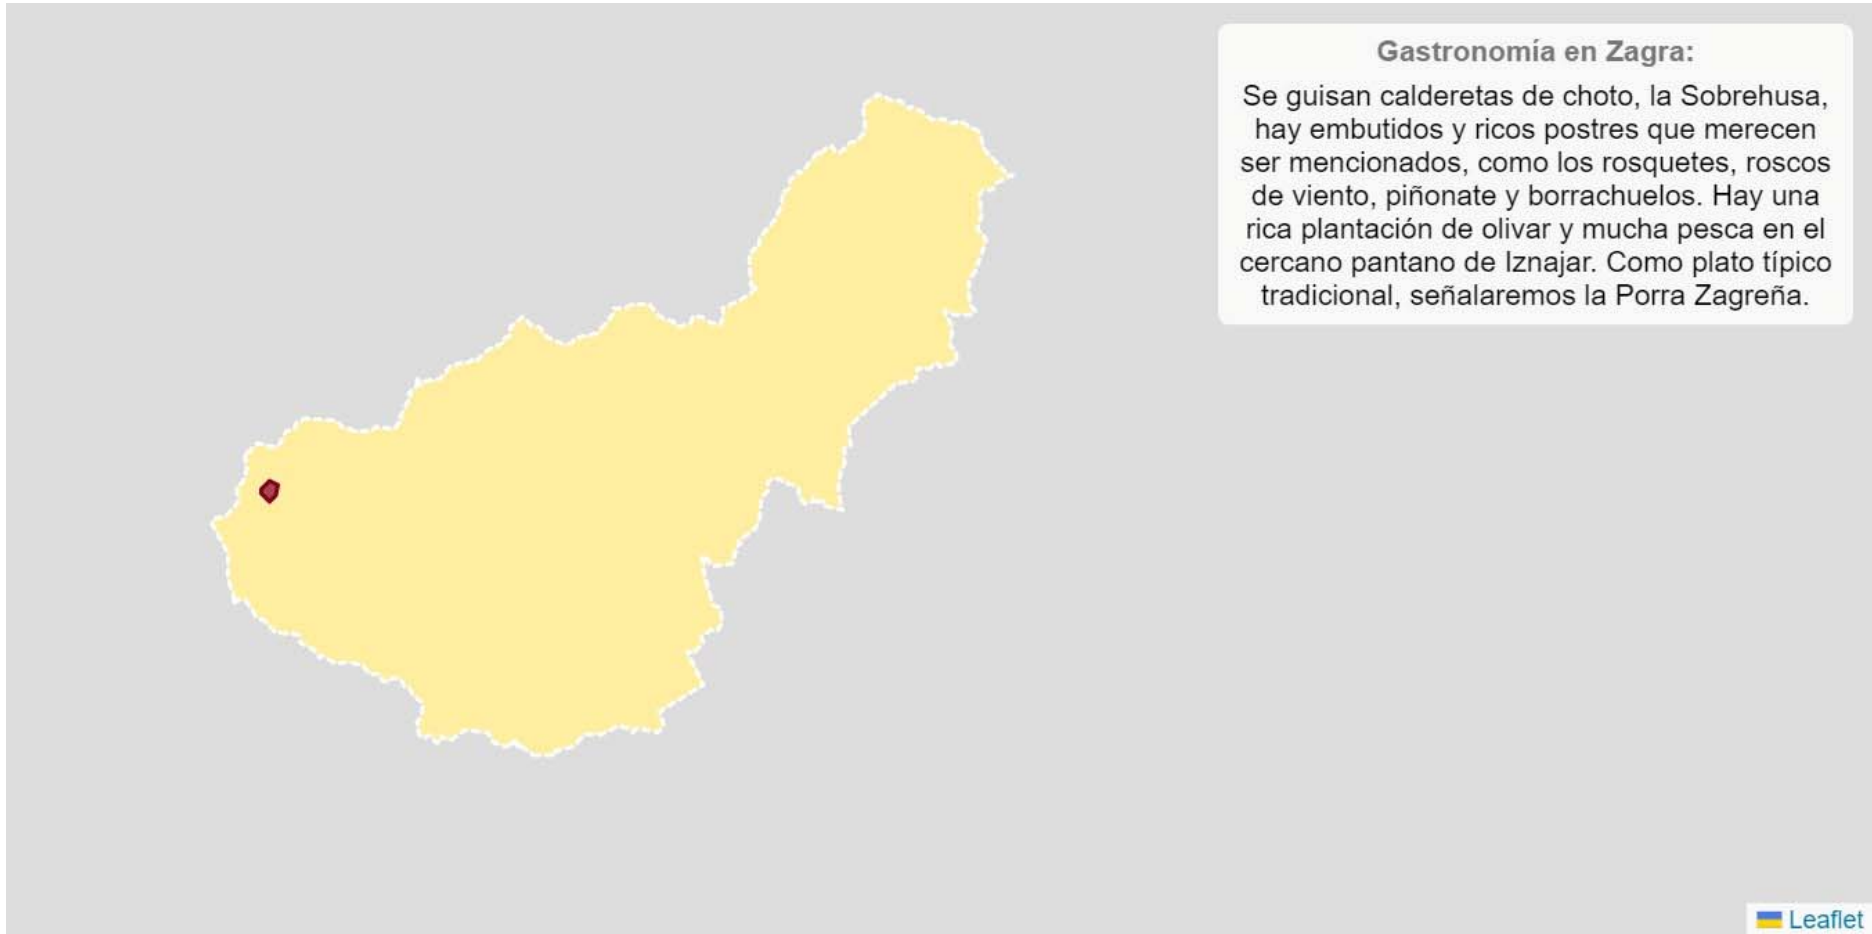 Gastronomía en Zagra:
Se guisan calderetas de choto, la Sobrehusa,
hay embutidos y ricos postres que merecen
ser mencionados, como los rosquetes, roscos
de viento, piñonate y borrachuelos. Hay una
rica plantación de olivar y mucha pesca en el
cercano pantano de Iznajar. Como plato típico
tradicional, señalaremos la Porra Zagreña.
Leaflet